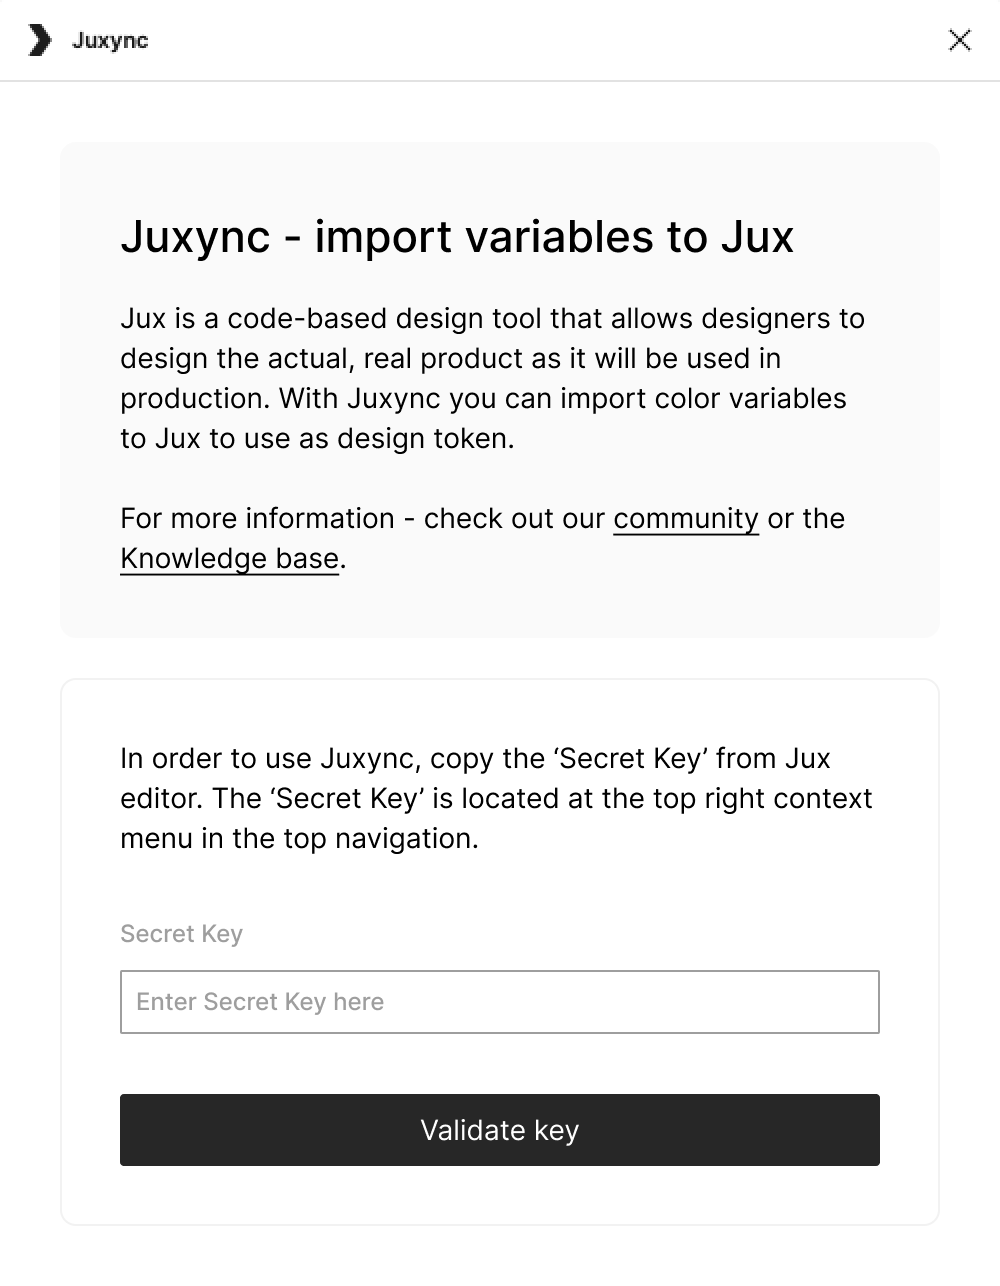 Juxync
Juxync - import variables to Jux
Jux is a code-based design tool that allows designers to
design the actual, real product as it will be used in
production. With Juxync you can import color variables
to Jux to use as design token.
For more information - check out our community or the
Knowledge base.
In order to use Juxync, copy the ‘Secret Key’ from Jux
editor. The ‘Secret Key’ is located at the top right context
menu in the top navigation.
Secret Key
Enter Secret Key here
Validate key